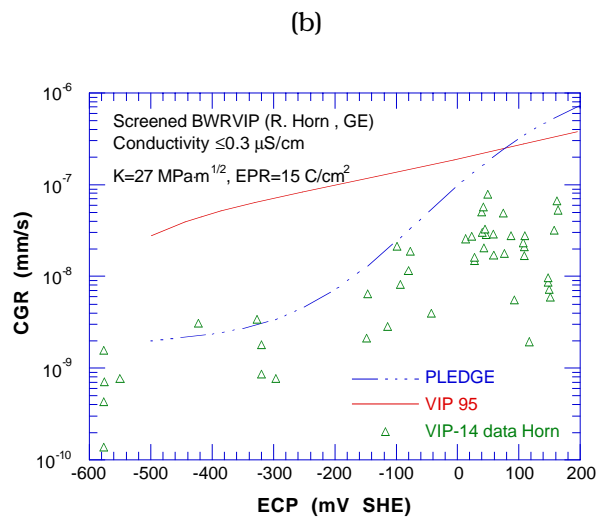 (b)
10^-6
10^-7
10^-8
10^-9
10^-10
CGR (mm/s)
Screened BWRVIP (R. Horn , GE)
Conductivity ≤0.3 μS/cm
K=27 MPa·m^1/2, EPR=15 C/cm^2
PLEDGE
VIP 95
VIP-14 data Horn
-600 -500 -400 -300 -200 -100 0 100 200
ECP (mV SHE)